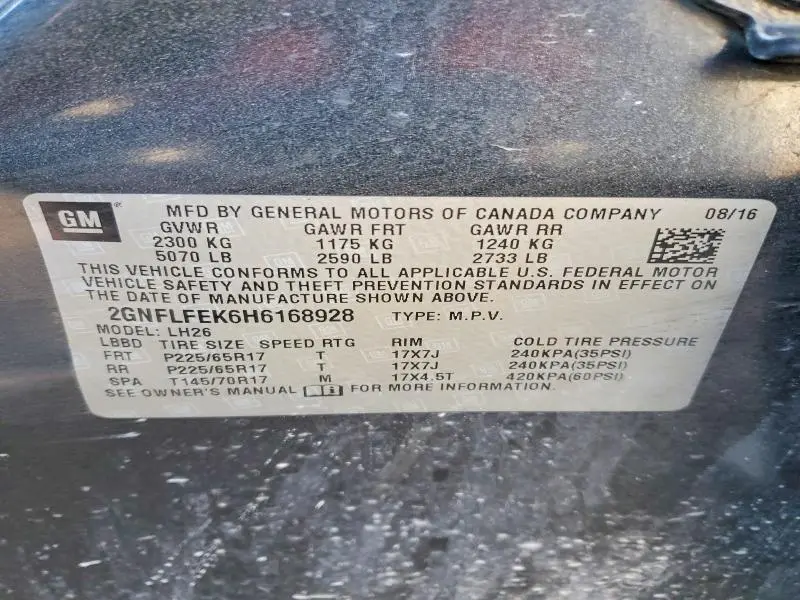 GM ® MFD BY GENERAL MOTORS OF CANADA COMPANY 08/16
GVWR GAWR FRT GAWR RR
2300 KG 1175 KG 1240 KG
5070 LB 2590 LB 2733 LB
THIS VEHICLE CONFORMS TO ALL APPLICABLE U.S. FEDERAL MOTOR
VEHICLE SAFETY AND THEFT PREVENTION STANDARDS IN EFFECT ON
THE DATE OF MANUFACTURE SHOWN ABOVE.
2GNFLFEK6H6168928 TYPE: M.P.V.
MODEL: LH26
LBBD TIRE SIZE SPEED RTG RIM COLD TIRE PRESSURE
FRT P225/65R17 T 17X7J 240KPA(35PSI)
RR P225/65R17 T 17X7J 240KPA(35PSI)
SPA T145/70R17 M 17X4.5T 420KPA(60PSI)
SEE OWNER'S MANUAL FOR MORE INFORMATION